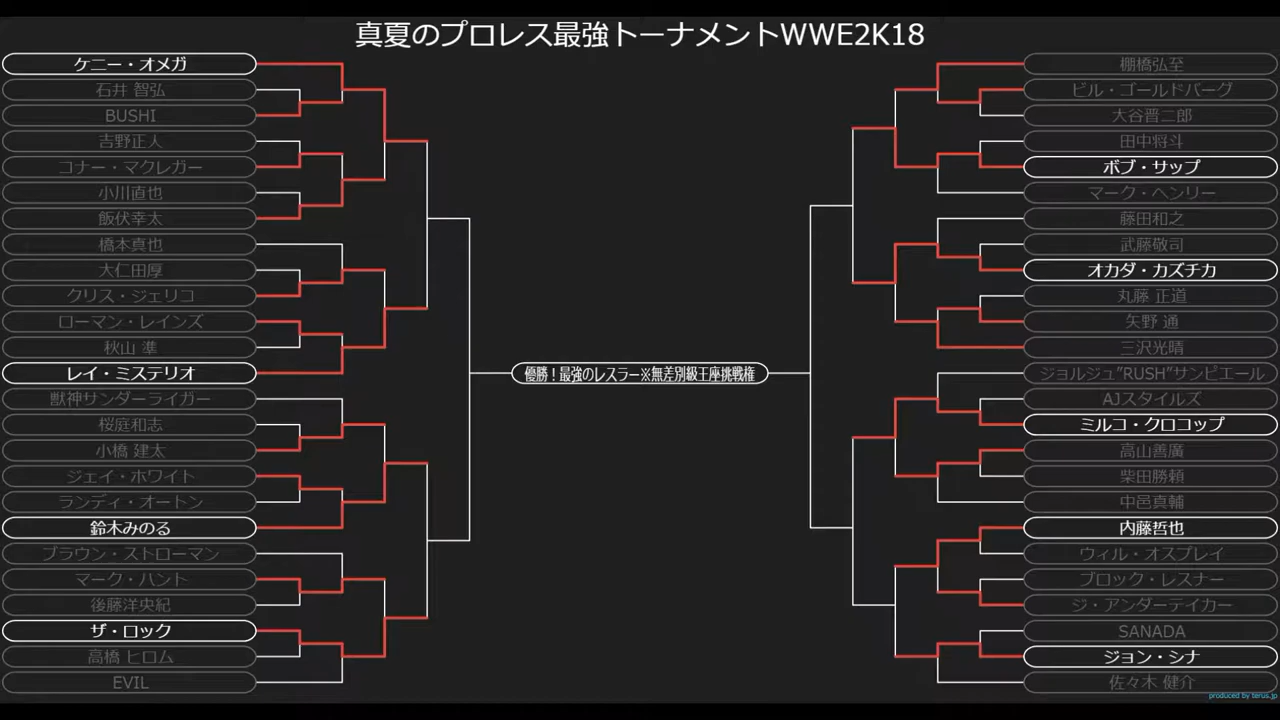 真夏のプロレス最強トーナメントWWE2K18
ケニー・オメガ
石井 智弘
BUSHI
吉野正人
コナー・マクレガー
小川直也
飯伏幸太
橋本真也
大仁田厚
クリス・ジェリコ
ローマン・レインズ
秋山 準
レイ・ミステリオ
獣神サンダーライガー
桜庭和志
小橋 建太
ジェイ・ホワイト
ランディ・オートン
鈴木みのる
ブラウン・ストローマン
マーク・ハント
後藤洋央紀
ザ・ロック
高橋 ヒロム
EVIL
優勝!最強のレスラー※無差別級王座挑戦権
棚橋弘至
ビル・ゴールドバーグ
大谷晋二郎
田中将斗
ボブ・サップ
マーク・ヘンリー
藤田和之
武藤敬司
オカダ・カズチカ
丸藤 正道
矢野 通
三沢光晴
ジョルジュ"RUSH"サンピエール
AJスタイルズ
ミルコ・クロコップ
高山善廣
柴田勝頼
中邑真輔
内藤哲也
ウィル・オスプレイ
ブロック・レスナー
ジ・アンダーテイカー
SANADA
ジョン・シナ
佐々木 健介
produced by terus.jp